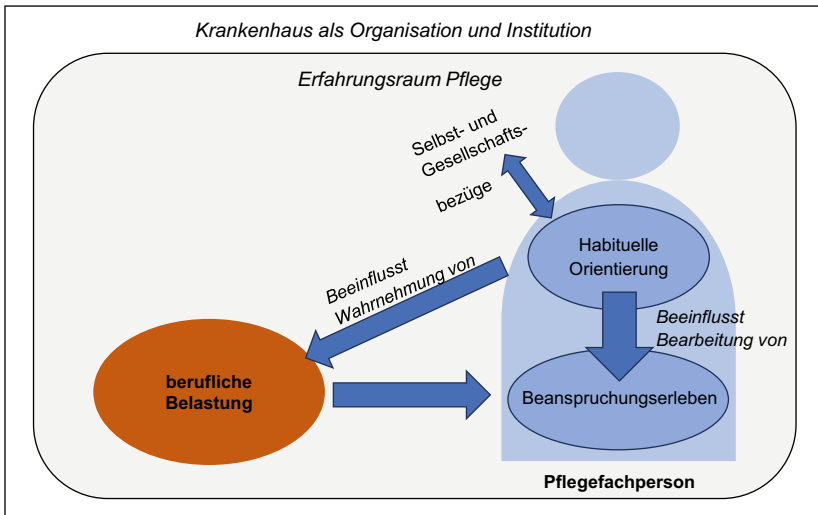 Krankenhaus als Organisation und Institution
Erfahrungsraum Pflege
Selbst- und
Gesellschafts-
bezüge
Habituelle
Orientierung
Beeinflusst
Wahrnehmung von
Beeinflusst
Bearbeitung von
berufliche
Belastung
Beanspruchungserleben
Pflegefachperson